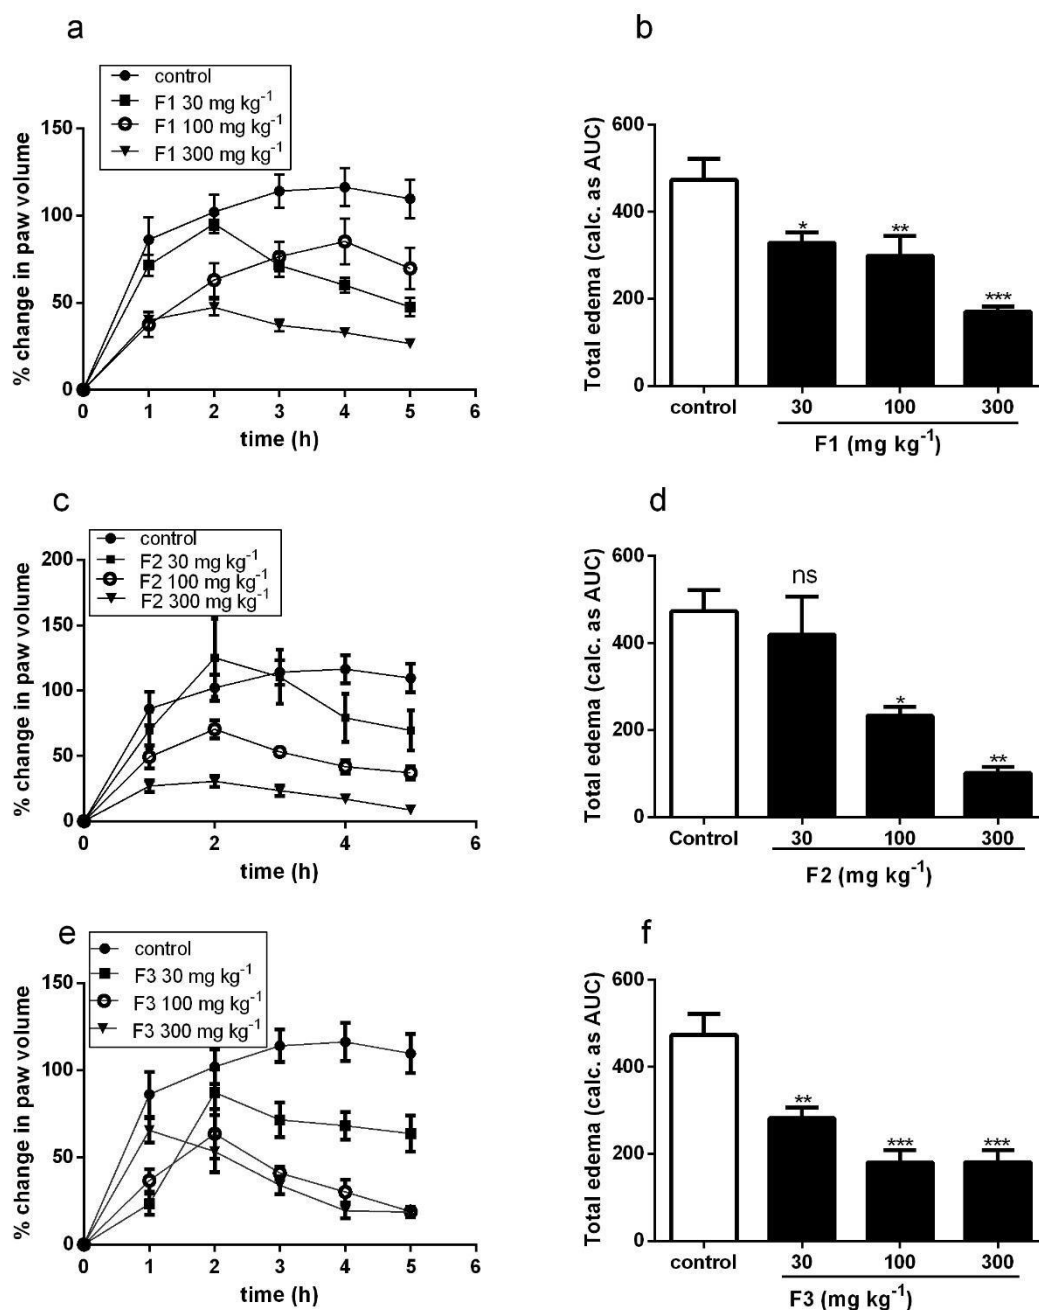 a
control
F1 30 mg kg-1
F1 100 mg kg-1
F1 300 mg kg-1
% change in paw volume
150
100
50
0
0 1 2 3 4 5 6
time (h)
b
Total edema (calc. as AUC)
600
400
200
0
* ** ***
control 30 100 300
F1 (mg kg-1)
c
control
F2 30 mg kg-1
F2 100 mg kg-1
F2 300 mg kg-1
% change in paw volume
200
150
100
50
0
0 1 2 3 4 5 6
time (h)
d
Total edema (calc. as AUC)
600
400
200
0
ns * **
Control 30 100 300
F2 (mg kg-1)
e
control
F3 30 mg kg-1
F3 100 mg kg-1
F3 300 mg kg-1
% change in paw volume
150
100
50
0
0 1 2 3 4 5 6
time (h)
f
Total edema (calc. as AUC)
600
400
200
0
** *** ***
control 30 100 300
F3 (mg kg-1)